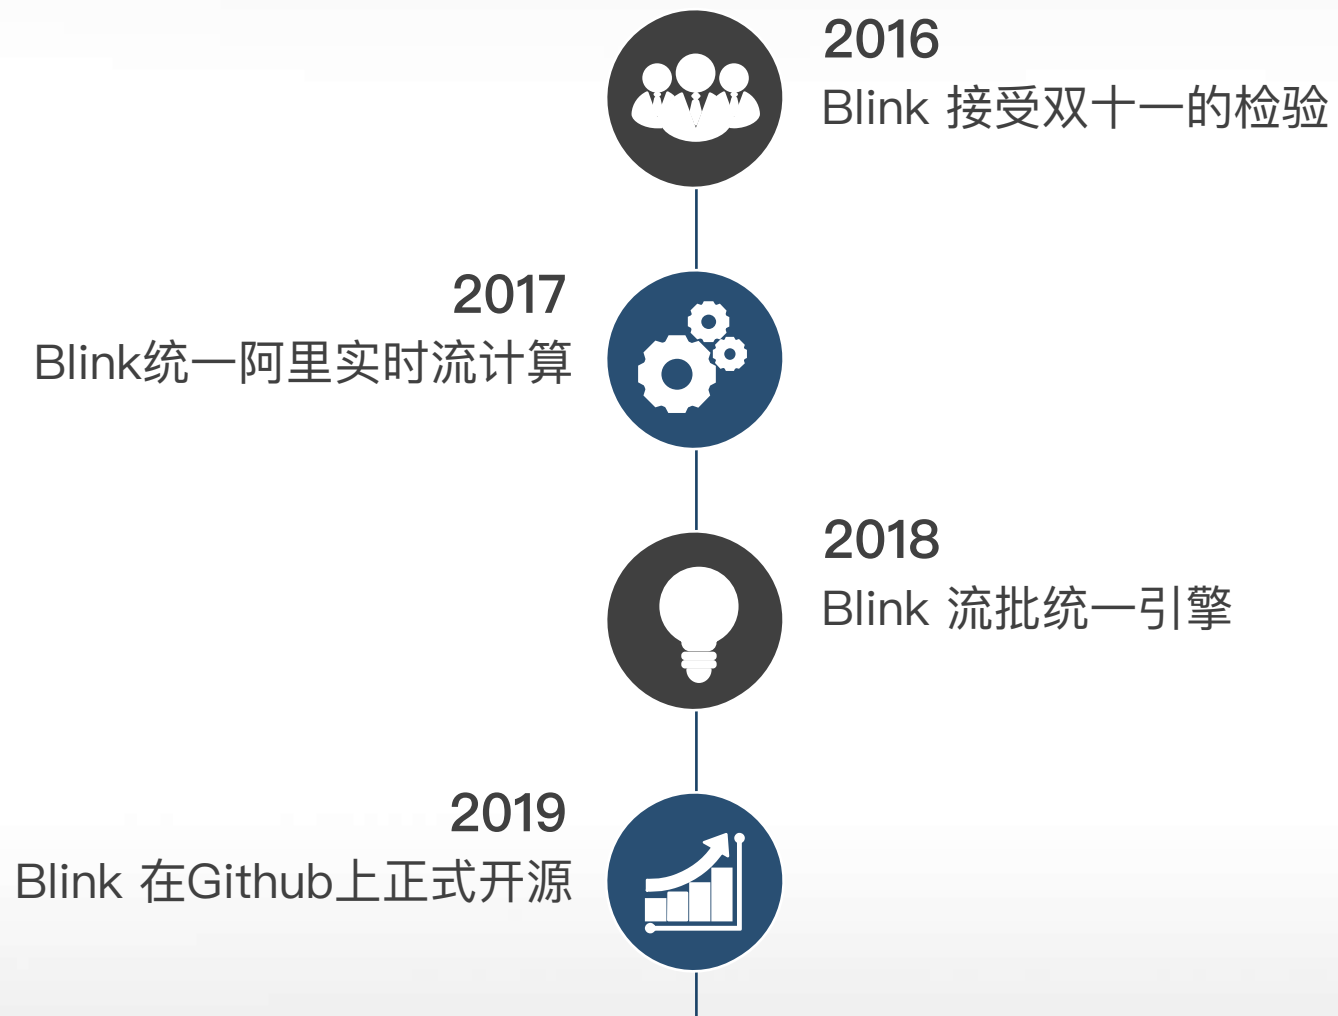 2016
Blink 接受双十一的检验
2017
Blink统一阿里实时流计算
2018
Blink 流批统一引擎
2019
Blink 在Github上正式开源